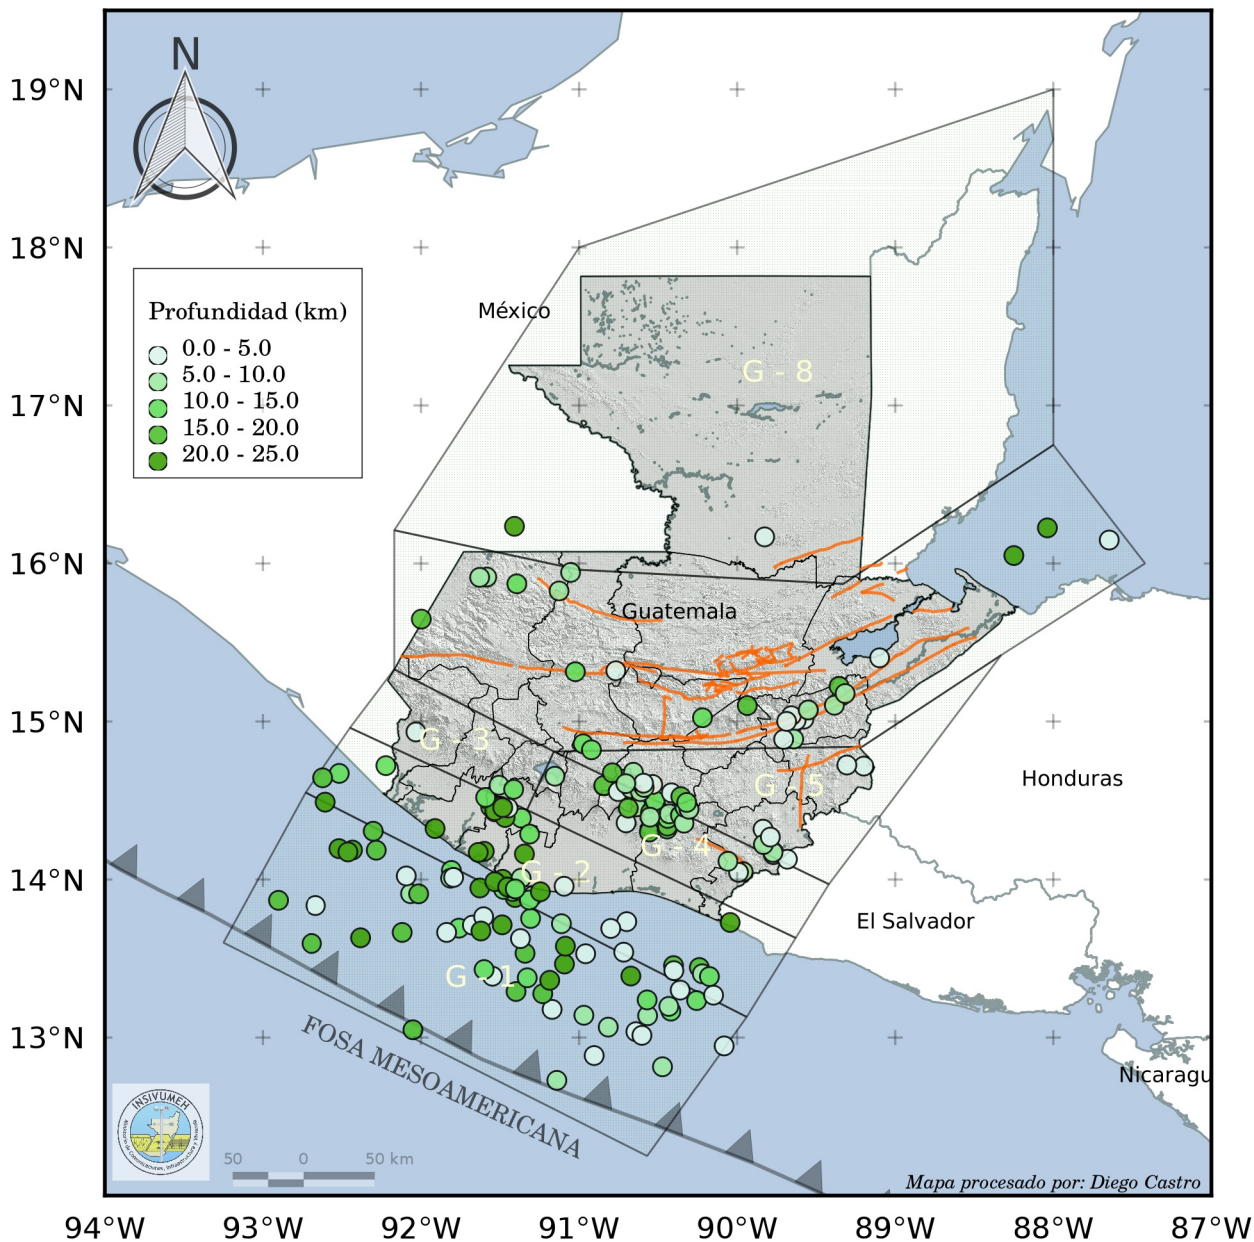 N
19°N
18°N
17°N
16°N
15°N
14°N
13°N
Profundidad (km)
0.0 - 5.0
5.0 - 10.0
10.0 - 15.0
15.0 - 20.0
20.0 - 25.0
México
G - 8
Guatemala
G - 3
G - 5
Honduras
G - 4
G - 2
El Salvador
G - 1
FOSA MESOAMERICANA
Nicaragu
INSIVUMEH
50 0 50 km
Mapa procesado por: Diego Castro
94°W 93°W 92°W 91°W 90°W 89°W 88°W 87°W